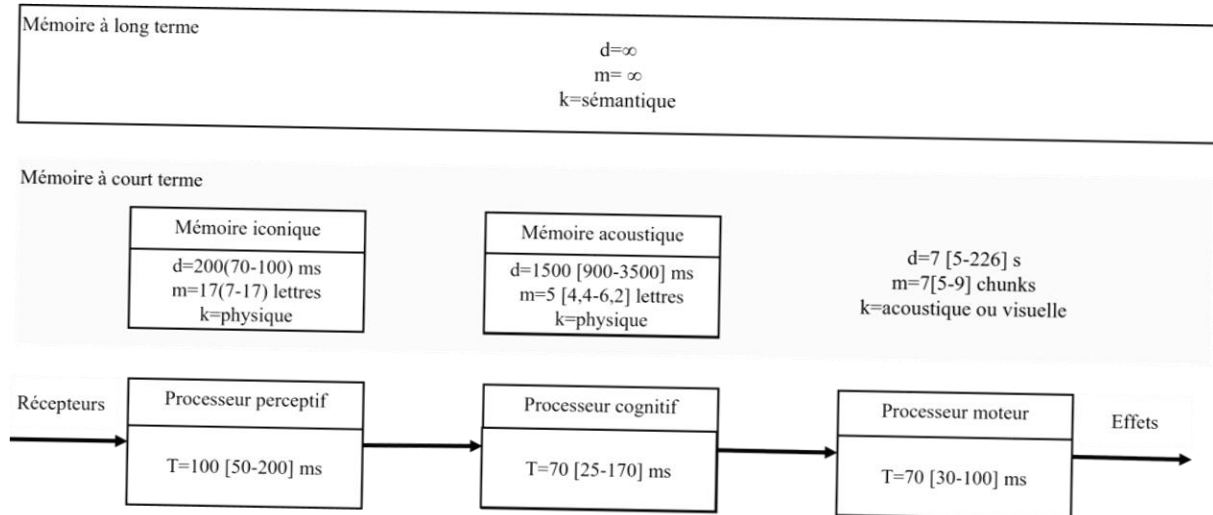 Mémoire à long terme
d=∞
m= ∞
k=sémantique
Mémoire à court terme
Mémoire iconique
d=200(70-100) ms
m=17(7-17) lettres
k=physique
Mémoire acoustique
d=1500 [900-3500] ms
m=5 [4,4-6,2] lettres
k=physique
d=7 [5-226] s
m=7[5-9] chunks
k=acoustique ou visuelle
Récepteurs
Processeur perceptif
T=100 [50-200] ms
Processeur cognitif
T=70 [25-170] ms
Processeur moteur
T=70 [30-100] ms
Effets